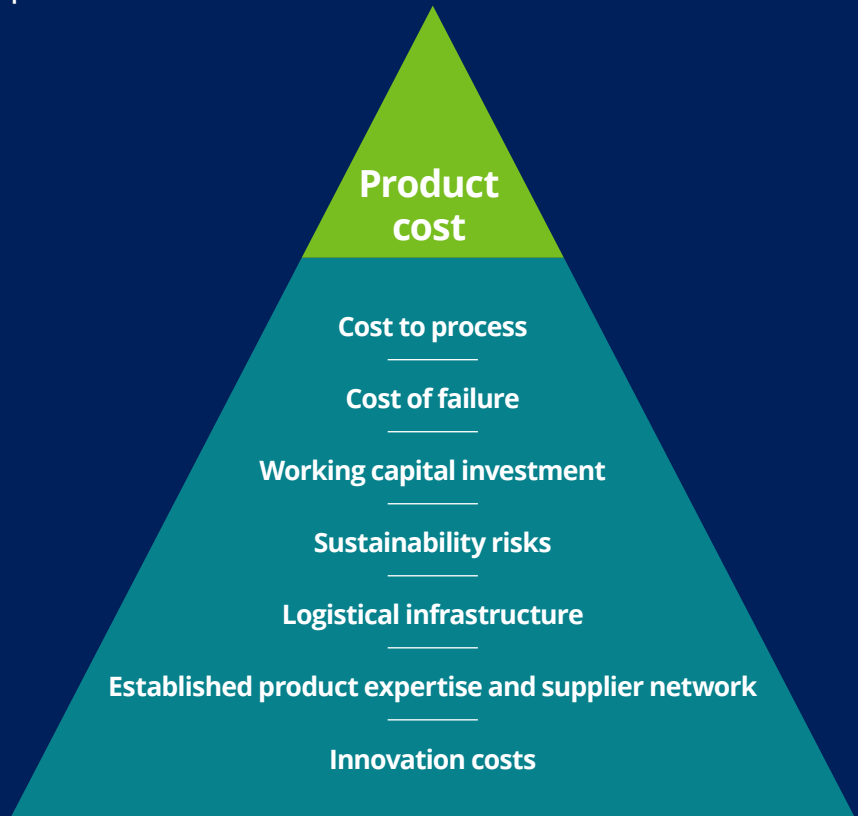 Product
cost
Cost to process
Cost of failure
Working capital investment
Sustainability risks
Logistical infrastructure
Established product expertise and supplier network
Innovation costs